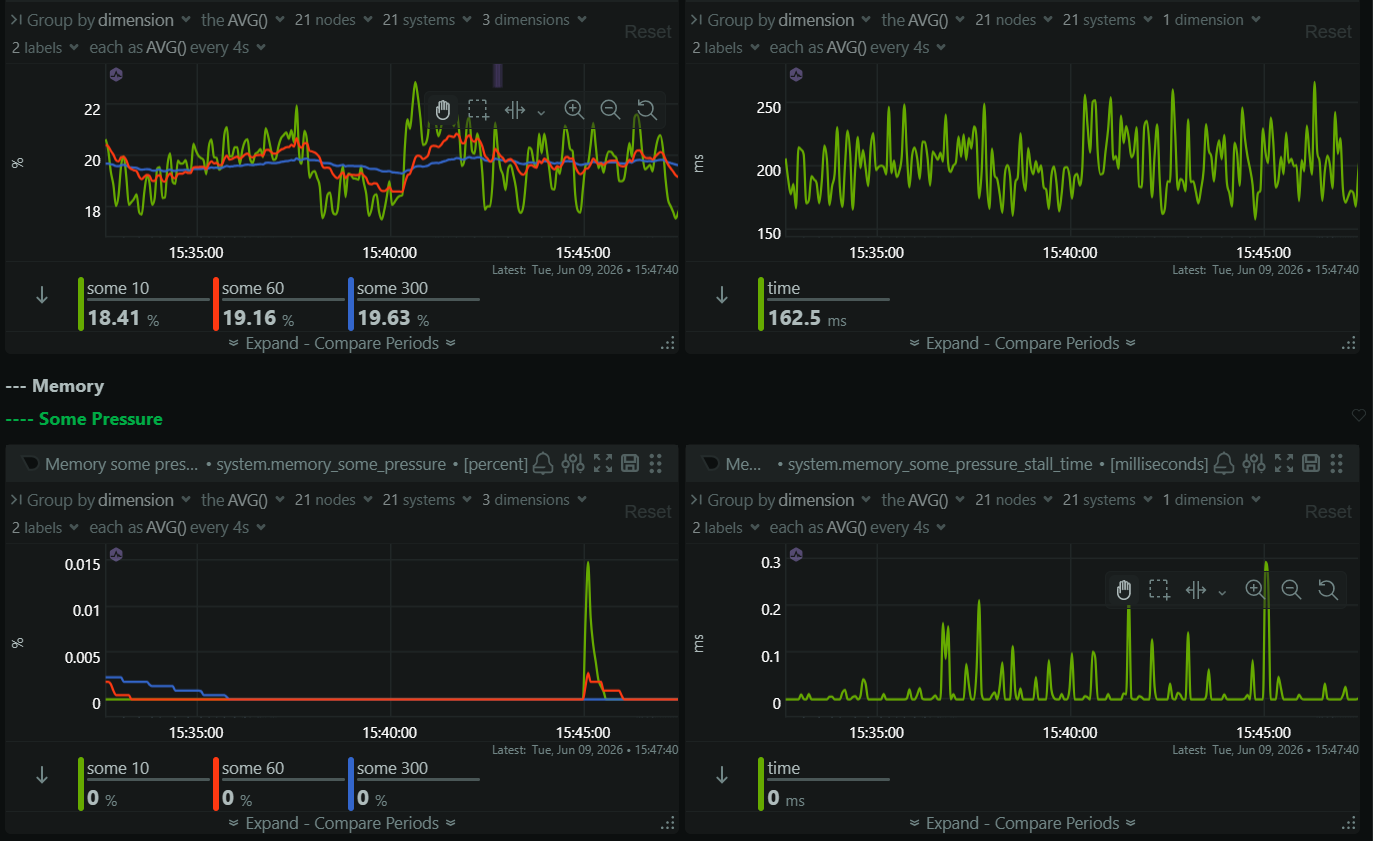 Group by dimension the AVG() 21 nodes 21 systems 3 dimensions
2 labels each as AVG() every 4s
Reset
22
20
18
%
15:35:00 15:40:00 15:45:00
Latest: Tue, Jun 09, 2026 • 15:47:40
some 10 some 60 some 300
18.41 % 19.16 % 19.63 %
Expand - Compare Periods
Group by dimension the AVG() 21 nodes 21 systems 1 dimension
2 labels each as AVG() every 4s
Reset
250
200
150
ms
15:35:00 15:40:00 15:45:00
Latest: Tue, Jun 09, 2026 • 15:47:40
time
162.5 ms
Expand - Compare Periods
--- Memory
---- Some Pressure
Memory some pres... • system.memory_some_pressure • [percent]
Group by dimension the AVG() 21 nodes 21 systems 3 dimensions
2 labels each as AVG() every 4s
Reset
0.015
0.01
0.005
0
%
15:35:00 15:40:00 15:45:00
Latest: Tue, Jun 09, 2026 • 15:47:40
some 10 some 60 some 300
0 % 0 % 0 %
Expand - Compare Periods
Me... • system.memory_some_pressure_stall_time • [milliseconds]
Group by dimension the AVG() 21 nodes 21 systems 1 dimension
2 labels each as AVG() every 4s
Reset
0.3
0.2
0.1
0
ms
15:35:00 15:40:00 15:45:00
Latest: Tue, Jun 09, 2026 • 15:47:40
time
0 ms
Expand - Compare Periods